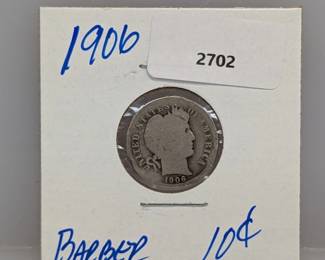 1906
2702
UNITED STATES OF AMERICA
1906
BARBER 10¢